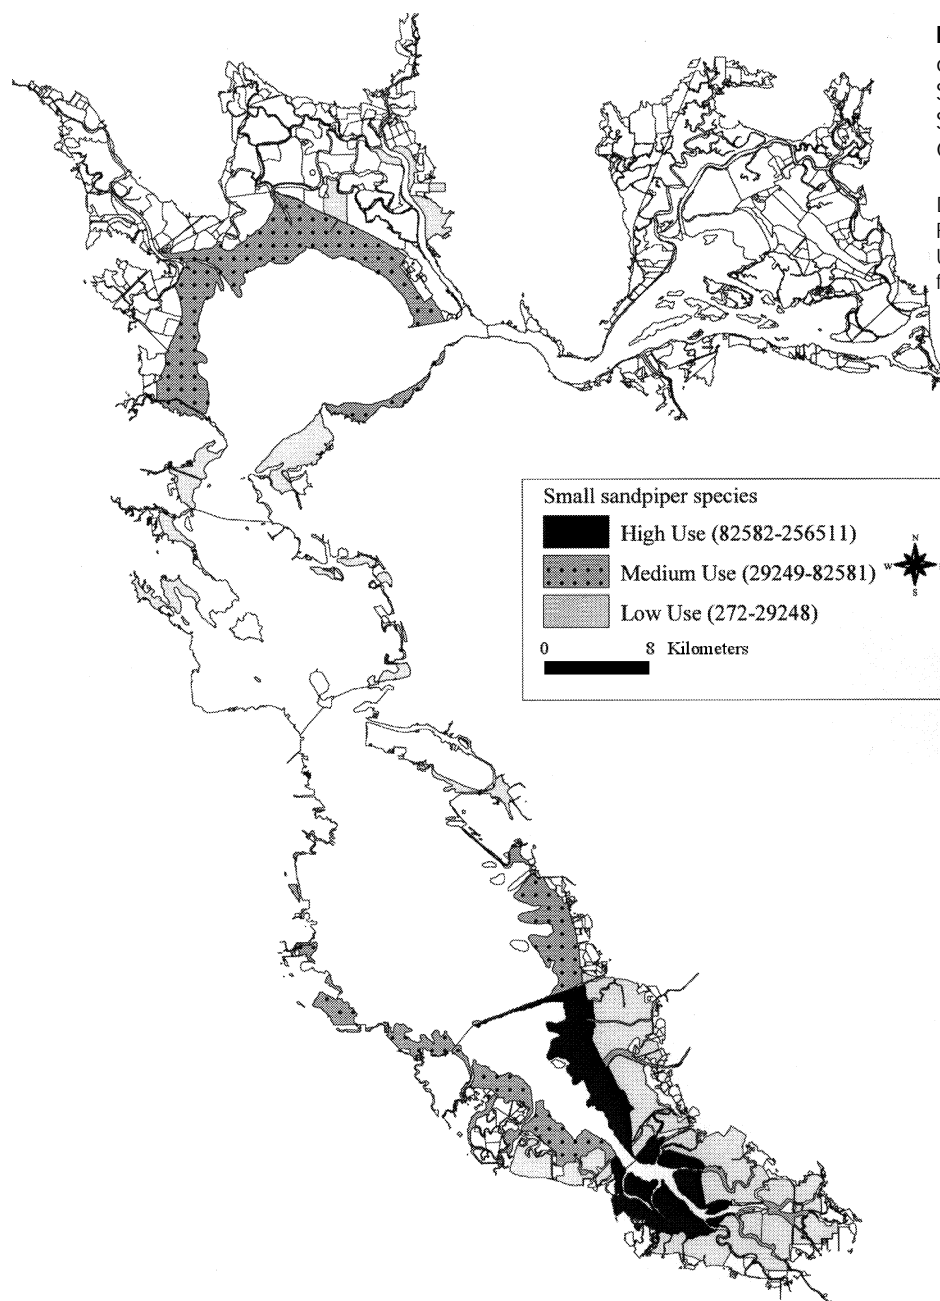 Small sandpiper species
High Use (82582-256511)
Medium Use (29249-82581)
Low Use (272-29248)
N
W
S
0 8 Kilometers